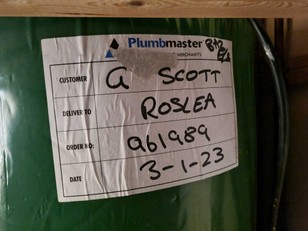 Plumbmaster
MERCHANTS
CUSTOMER a SCOTT
DELIVER TO ROSLEA
ORDER NO: 961989
DATE 3-1-23